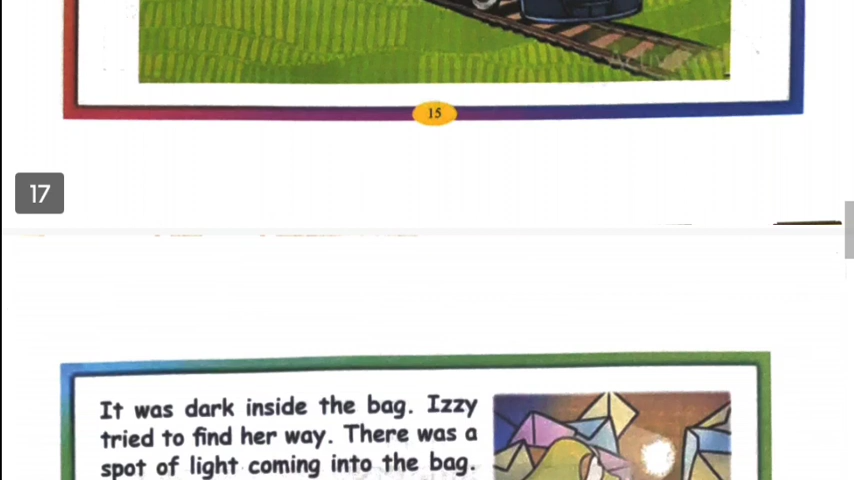 15
17
It was dark inside the bag. Izzy
tried to find her way. There was a
spot of light coming into the bag.